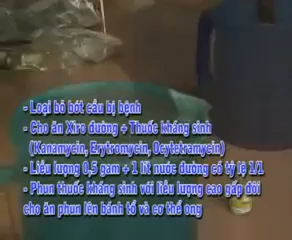 - Loại bỏ bớt cầu bị bệnh
- Cho ăn Xirô đường + Thuốc kháng sinh
(Kanamycin, Erytromycin, Ocytetramycin)
- Liều lượng 0,5 gam + 1 lít nước đường có tỷ lệ 1/1
- Phun thuốc kháng sinh với liều lượng cao gấp đôi
cho ăn phun lên bánh tổ và cơ thể ong